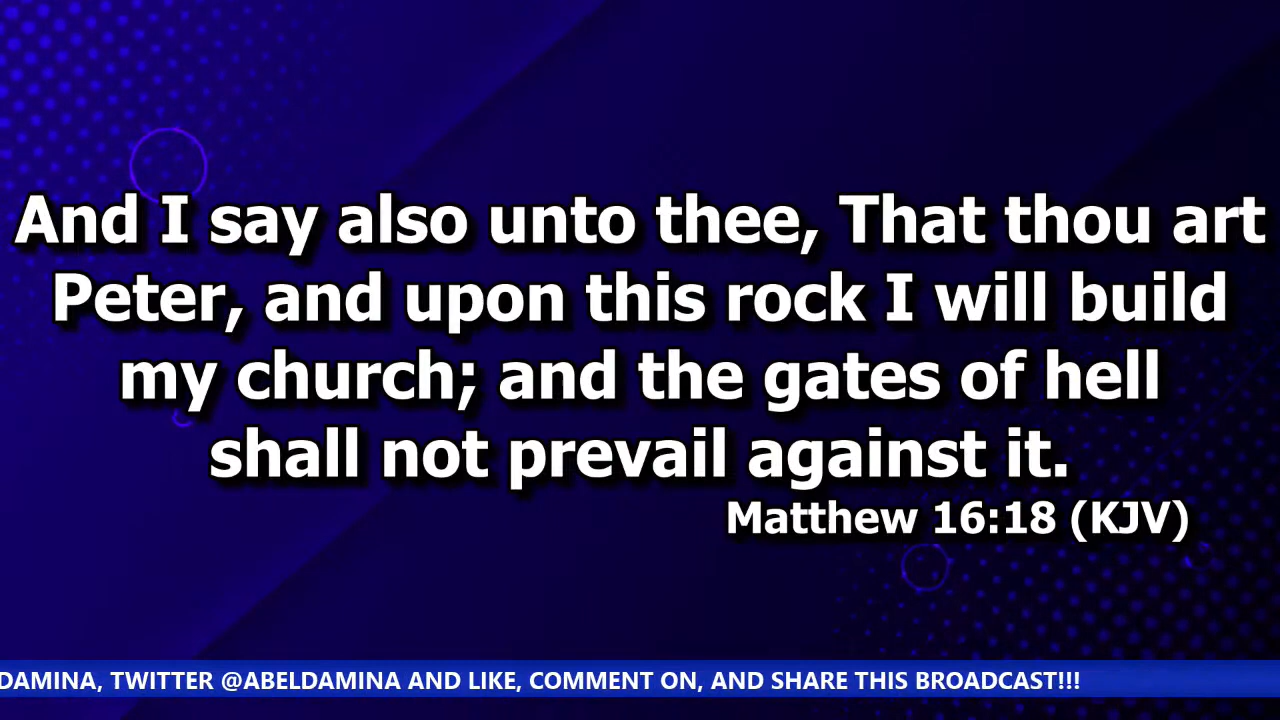 And I say also unto thee, That thou art
Peter, and upon this rock I will build
my church; and the gates of hell
shall not prevail against it.
Matthew 16:18 (KJV)
DAMINA, TWITTER @ABELDAMINA AND LIKE, COMMENT ON, AND SHARE THIS BROADCAST!!!